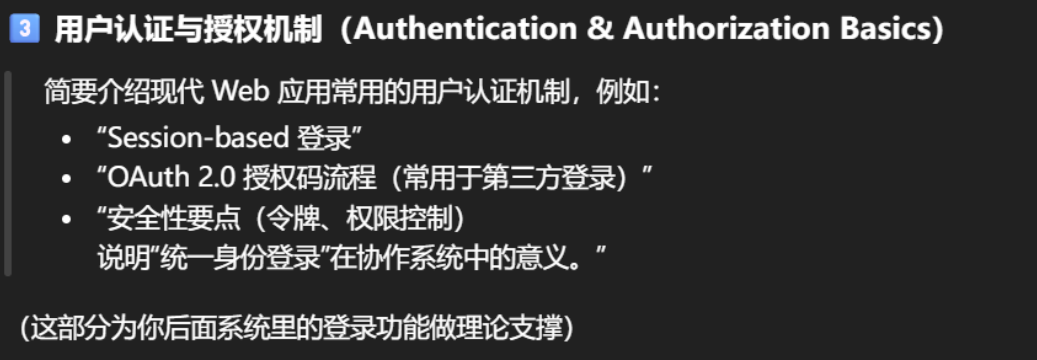 3 用户认证与授权机制（Authentication & Authorization Basics）
简要介绍现代 Web 应用常用的用户认证机制，例如：
• “Session-based 登录”
• “OAuth 2.0 授权码流程（常用于第三方登录）”
• “安全性要点（令牌、权限控制）
说明“统一身份登录”在协作系统中的意义。”
（这部分为你后面系统里的登录功能做理论支撑）